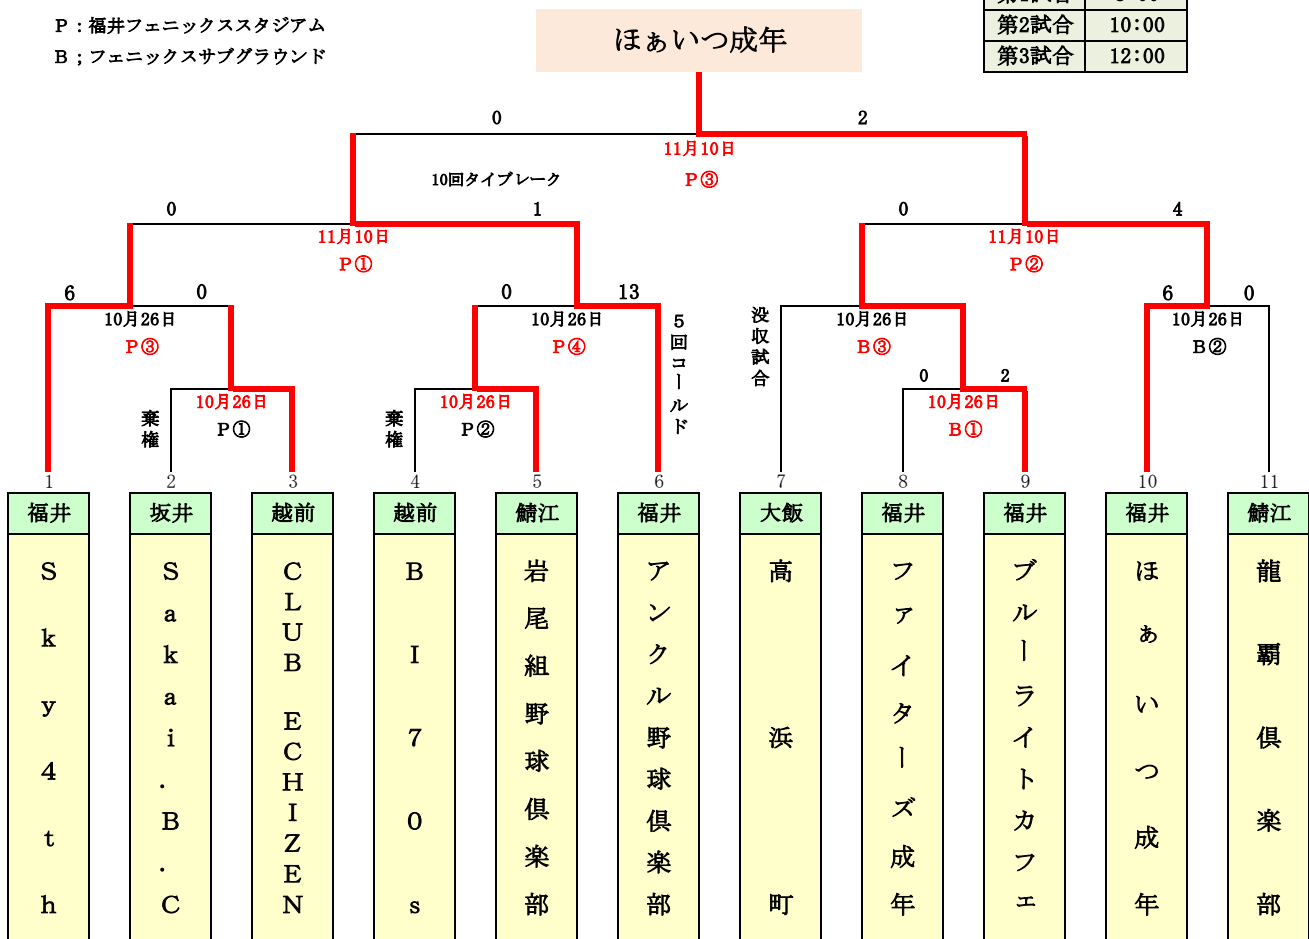 P：福井フェニックススタジアム
B；フェニックスサブグラウンド
ほぁいつ成年
第2試合 10:00
第3試合 12:00
0 2
11月10日
P③
10回タイブレーク
0 1
11月10日
P①
0 4
11月10日
P②
6 0
10月26日
P③
0 13
10月26日
P④
5回コールド
没収試合
10月26日
B③
6 0
10月26日
B②
棄権
10月26日
P①
棄権
10月26日
P②
0 2
10月26日
B①
1 2 3 4 5 6 7 8 9 10 11
福井 坂井 越前 越前 鯖江 福井 大飯 福井 福井 福井 鯖江
Sky4th
Sakai.B.C
CLUB ECHIZEN
BI70s
岩尾組野球倶楽部
アンクル野球倶楽部
高浜町
ファイターズ成年
ブルーライトカフェ
ほぁいつ成年
龍覇倶楽部